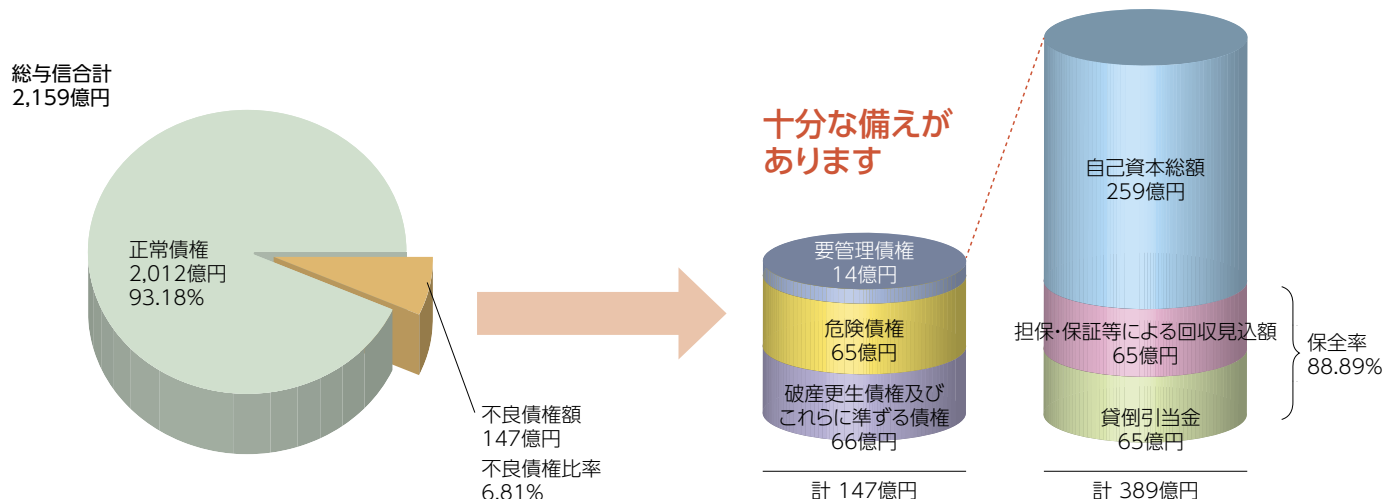 総与信合計
2,159億円
正常債権
2,012億円
93.18%
不良債権額
147億円
不良債権比率
6.81%
十分な備えが
あります
要管理債権
14億円
危険債権
65億円
破産更生債権及び
これらに準ずる債権
66億円
計 147億円
自己資本総額
259億円
担保・保証等による回収見込額
65億円
貸倒引当金
65億円
計 389億円
保全率
88.89%